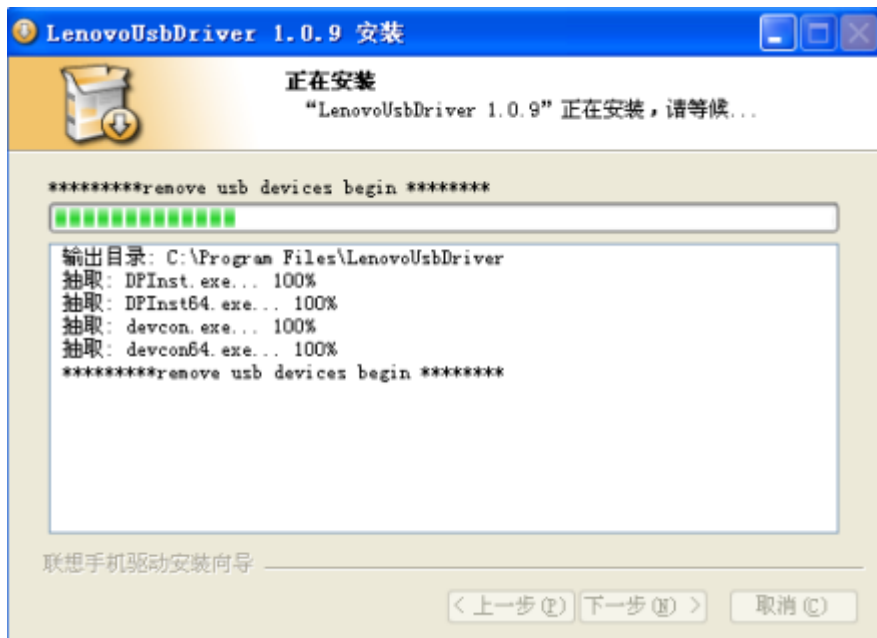 LenovoUsbDriver 1.0.9 安装
正在安装
“LenovoUsbDriver 1.0.9”正在安装，请等候...
*********remove usb devices begin ********
输出目录: C:\Program Files\LenovoUsbDriver
抽取: DPInst.exe... 100%
抽取: DPInst64.exe... 100%
抽取: devcon.exe... 100%
抽取: devcon64.exe... 100%
*********remove usb devices begin ********
联想手机驱动安装向导
< 上一步(P) 下一步(N) > 取消(C)